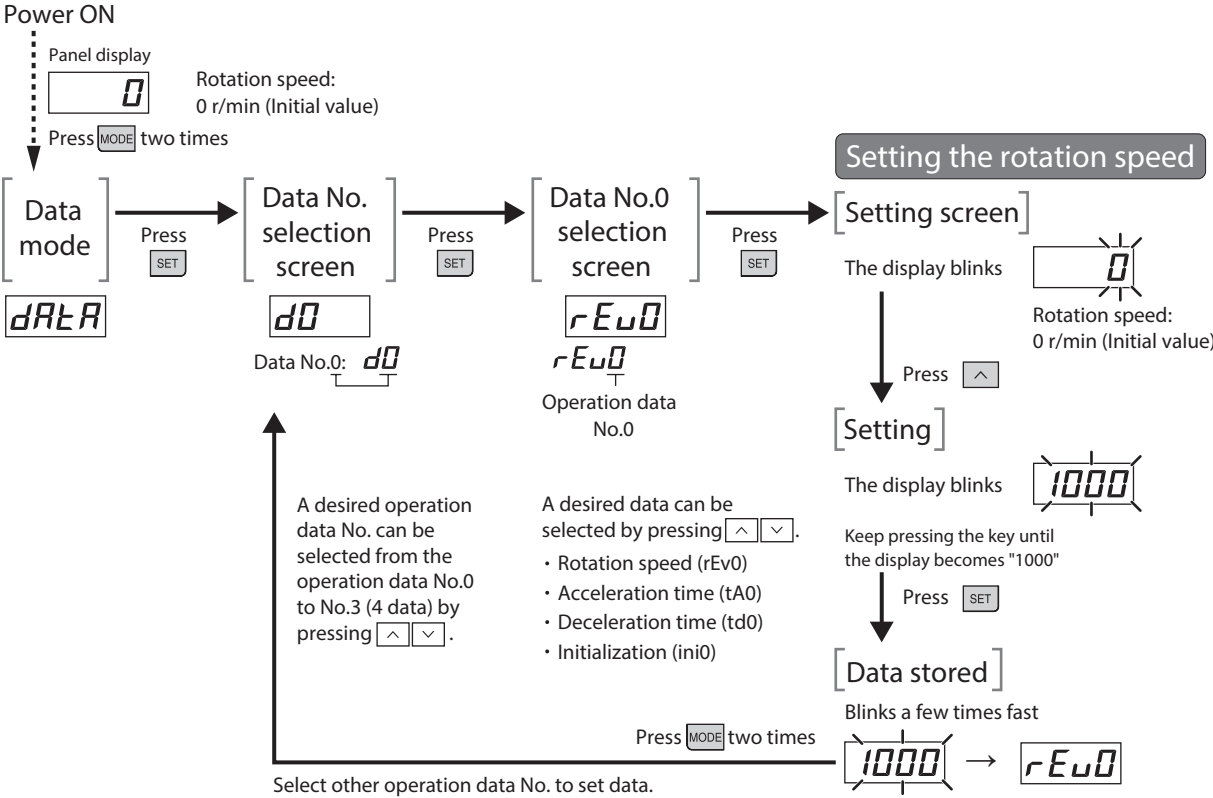 Power ON
Panel display
0
Rotation speed:
0 r/min (Initial value)
Press MODE two times
Setting the rotation speed
Data
mode
Press
SET
dAtA
Data No.
selection
screen
Press
SET
d0
Data No.0: d0
Data No.0
selection
screen
Press
SET
rEv0
rEv0
Operation data
No.0
Setting screen
The display blinks
0
Rotation speed:
0 r/min (Initial value)
Press ^
Setting
The display blinks
1000
Keep pressing the key until
the display becomes "1000"
Press SET
Data stored
Blinks a few times fast
1000 → rEv0
A desired operation
data No. can be
selected from the
operation data No.0
to No.3 (4 data) by
pressing ^ v .
A desired data can be
selected by pressing ^ v .
・Rotation speed (rEv0)
・Acceleration time (tA0)
・Deceleration time (td0)
・Initialization (ini0)
Press MODE two times
Select other operation data No. to set data.